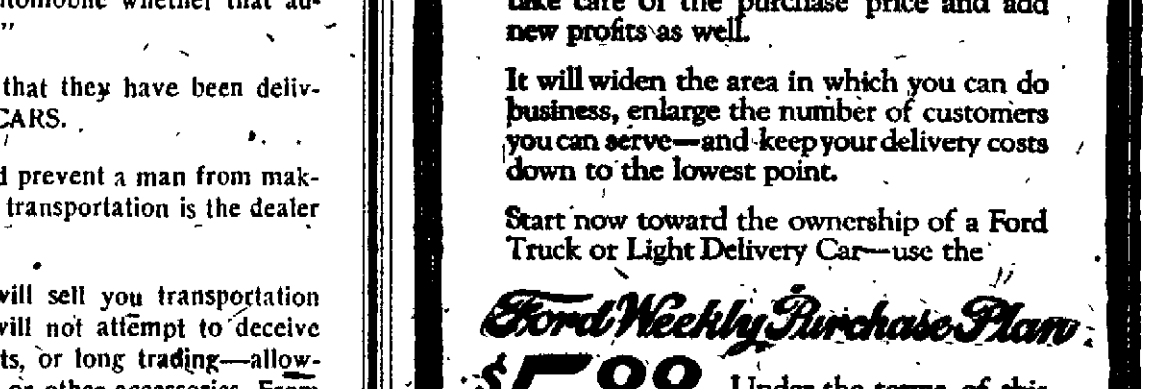 tomobile whether that au-
"
that they have been deliv-
CARS.
d prevent a man from mak-
transportation is the dealer
will sell you transportation
will not attempt to deceive
ts, or long trading—allow-
or other accessories. From
take care of the purchase price and add
new profits as well.
It will widen the area in which you can do
business, enlarge the number of customers
you can serve—and keep your delivery costs
down to the lowest point.
Start now toward the ownership of a Ford
Truck or Light Delivery Car—use the
Ford Weekly Purchase Plan
Under the terms of this